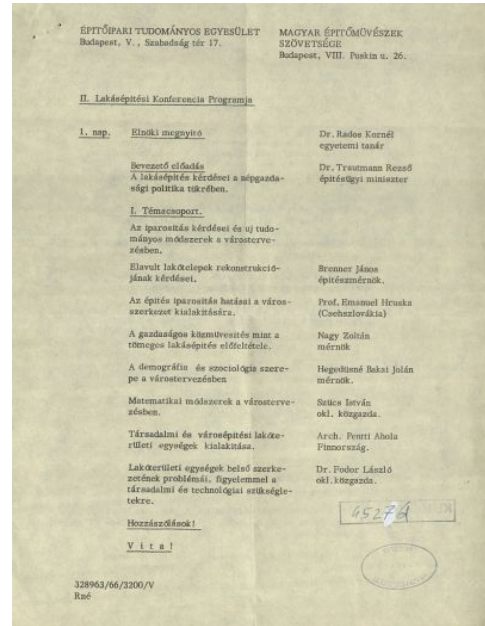 ÉPITŐIPARI TUDOMÁNYOS EGYESÜLET
Budapest, V., Szabadság tér 17.
MAGYAR ÉPITŐMŰVÉSZEK
SZÖVETSÉGE
Budapest, VIII. Puskin u. 26.
II. Lakásépitési Konferencia Programja
1. nap. Elnöki megnyitó
Dr. Rados Kornél
egyetemi tanár
Bevezető előadás
A lakásépités kérdései a népgazda-
sági politika tükrében.
Dr. Trautmann Rezső
épitésügyi miniszter
I. Témacsoport.
Az iparositás kérdései és uj tudo-
mányos módszerek a várostervе-
zésben.
Elavult lakótelepek rekonstrukció-
jának kérdései.
Brenner János
épitészmérnök.
Az épités iparositás hatásai a város-
szerkezet kialakitására.
Prof. Emanuel Hruska
(Csehszlovákia)
A gazdaságos közmüvesités mint a
tömeges lakásépités előfeltétele.
Nagy Zoltán
mérnök
A demográfia és szociológia szere-
pe a várostervezésben
Hegedüsné Bakai Jolán
mérnök.
Matematikai módszerek a várostervе-
zésben.
Szücs István
okl. közgazda.
Társadalmi és városépitési lakóte-
rületi egységek kialakitása.
Arch. Pentti Ahola
Finnország.
Lakóterületi egységek belső szerke-
zetének problémái, figyelemmel a
társadalmi és technológiai szükségle-
tekre.
Dr. Fodor László
okl. közgazda.
Hozzászólások!
Vita!
328963/66/3200/V
Rné